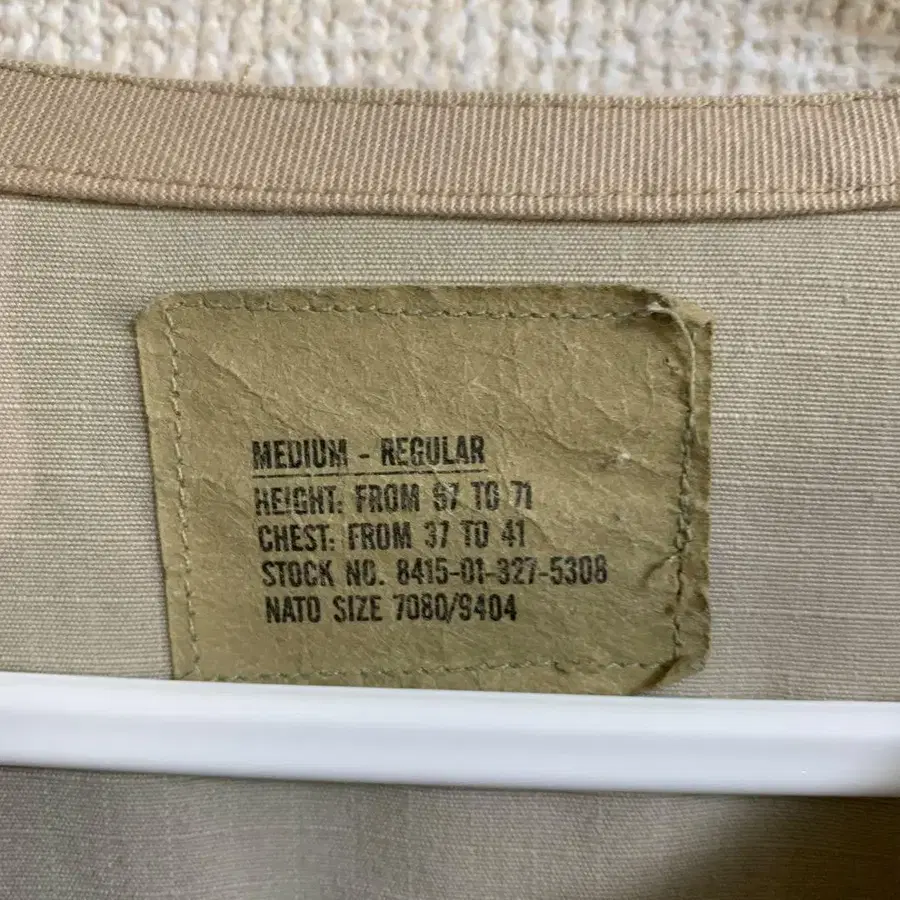 MEDIUM - REGULAR
HEIGHT: FROM 67 TO 71
CHEST: FROM 37 TO 41
STOCK NO. 8415-01-327-5308
NATO SIZE 7080/9404